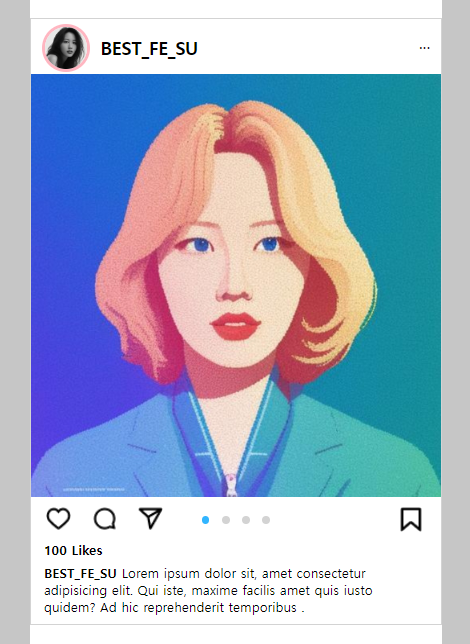 BEST_FE_SU
100 Likes
BEST_FE_SU Lorem ipsum dolor sit, amet consectetur
adipisicing elit. Qui iste, maxime facilis amet quis iusto
quidem? Ad hic reprehenderit temporibus .